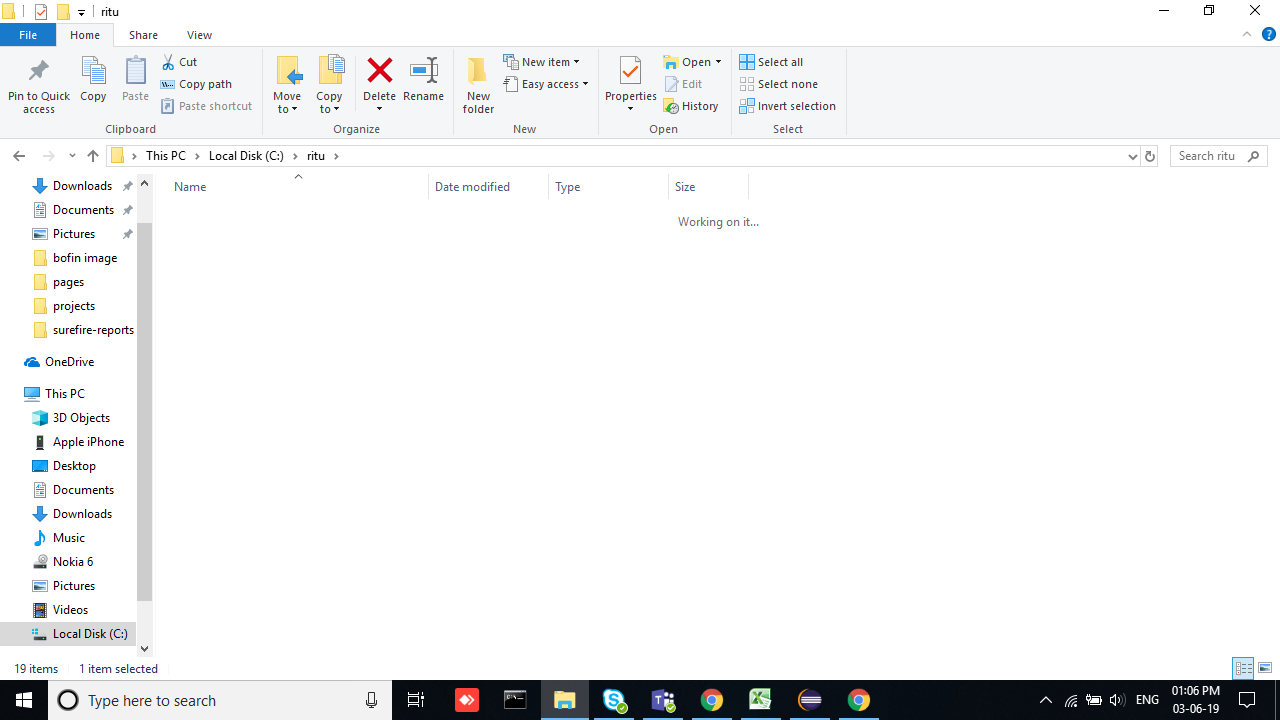 ritu
File Home Share View
Pin to Quick access
Copy
Paste
Cut
Copy path
Paste shortcut
Clipboard
Move to
Copy to
Delete
Rename
Organize
New folder
New item
Easy access
New
Properties
Open
Edit
History
Open
Select all
Select none
Invert selection
Select
This PC Local Disk (C:) ritu
Search ritu
Name Date modified Type Size
Working on it...
Downloads
Documents
Pictures
bofin image
pages
projects
surefire-reports
OneDrive
This PC
3D Objects
Apple iPhone
Desktop
Documents
Downloads
Music
Nokia 6
Pictures
Videos
Local Disk (C:)
19 items 1 item selected
Type here to search
ENG
01:06 PM
03-06-19